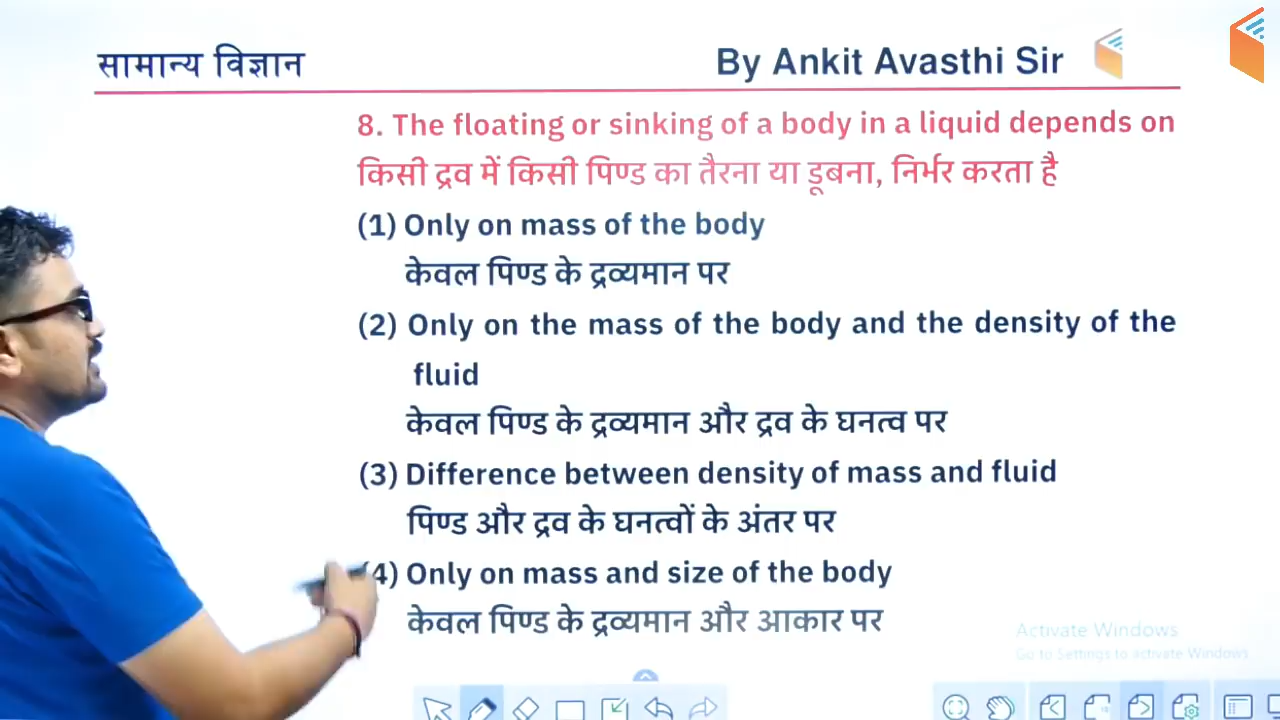 सामान्य विज्ञान
By Ankit Avasthi Sir
8. The floating or sinking of a body in a liquid depends on
किसी द्रव में किसी पिण्ड का तैरना या डूबना, निर्भर करता है
(1) Only on mass of the body
केवल पिण्ड के द्रव्यमान पर
(2) Only on the mass of the body and the density of the
fluid
केवल पिण्ड के द्रव्यमान और द्रव के घनत्व पर
(3) Difference between density of mass and fluid
पिण्ड और द्रव के घनत्वों के अंतर पर
(4) Only on mass and size of the body
केवल पिण्ड के द्रव्यमान और आकार पर
Activate Windows
Go to Settings to activate Windows.